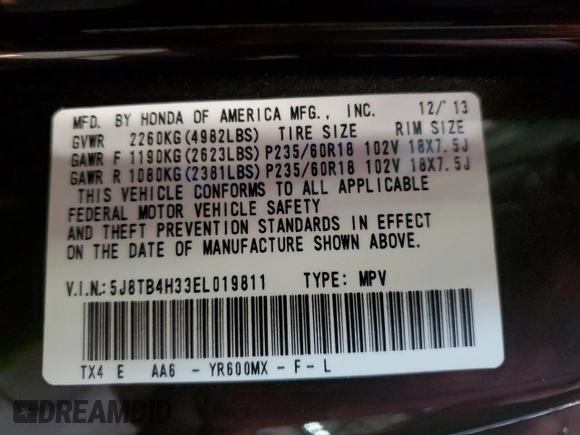 MFD. BY HONDA OF AMERICA MFG., INC. 12/'13
GVWR 2260KG(4982LBS) TIRE SIZE RIM SIZE
GAWR F 1190KG(2623LBS) P235/60R18 102V 18X7.5J
GAWR R 1080KG(2381LBS) P235/60R18 102V 18X7.5J
THIS VEHICLE CONFORMS TO ALL APPLICABLE
FEDERAL MOTOR VEHICLE SAFETY
AND THEFT PREVENTION STANDARDS IN EFFECT
ON THE DATE OF MANUFACTURE SHOWN ABOVE.
V.I.N.:5J8TB4H33EL019811 TYPE: MPV
TX4 E AA6 - YR600MX - F - L
DREAMBID